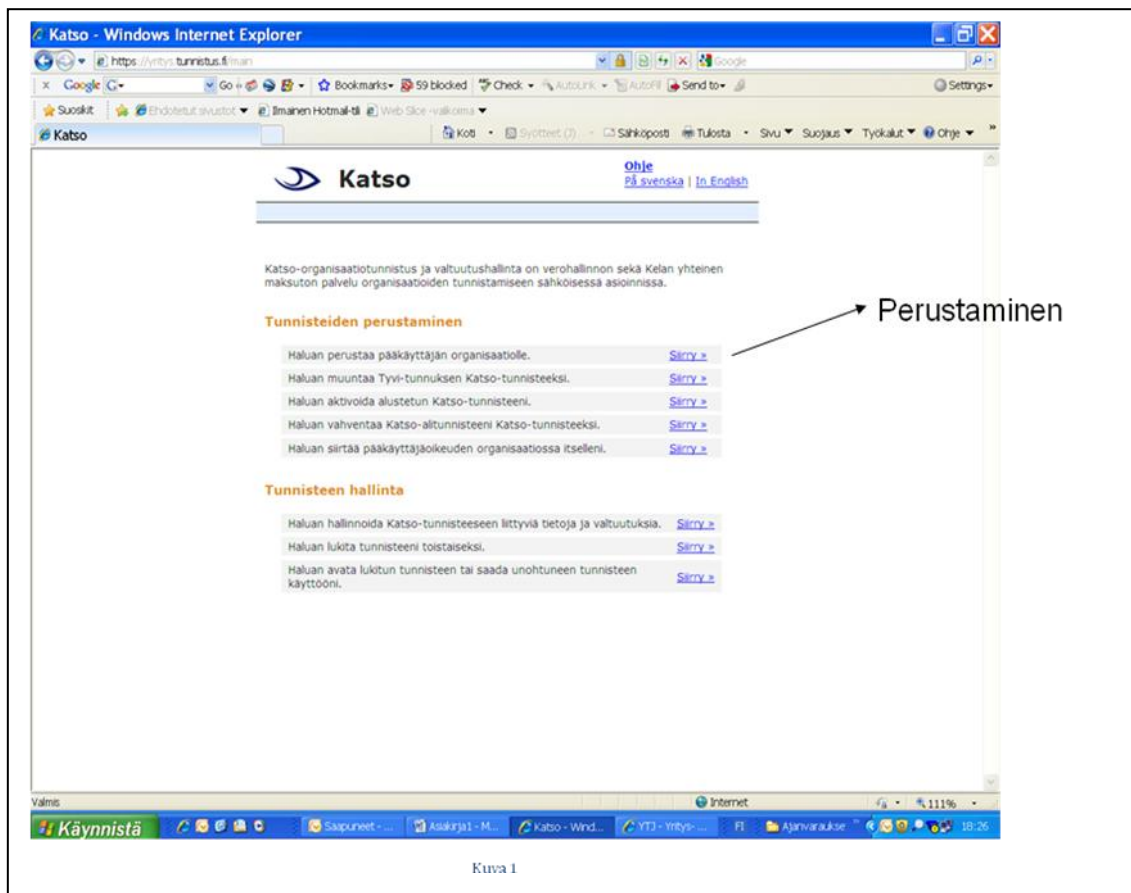 Katso - Windows Internet Explorer
https://yritys.tunnistus.fi/main
Google
x Google G Go Bookmarks 59 blocked Check AutoLink AutoFill Send to Settings
Suosikit Ehdotetut sivustot Ilmainen Hotmail-tili Web Slice -valikoima
Katso
Koti Syötteet (J) Sähköposti Tulosta Sivu Suojaus Työkalut Ohje »
Katso
Ohje
På svenska | In English
Katso-organisaatiotunnistus ja valtuutushallinta on verohallinnon sekä Kelan yhteinen
maksuton palvelu organisaatioiden tunnistamiseen sähköisessä asioinnissa.
Tunnisteiden perustaminen
Perustaminen
Haluan perustaa pääkäyttäjän organisaatiolle. Siirry »
Haluan muuntaa Tyvi-tunnuksen Katso-tunnisteeksi. Siirry »
Haluan aktivoida alustetun Katso-tunnisteeni. Siirry »
Haluan vahventaa Katso-alitunnisteeni Katso-tunnisteeksi. Siirry »
Haluan siirtää pääkäyttäjäoikeuden organisaatiossa itselleni. Siirry »
Tunnisteen hallinta
Haluan hallinnoida Katso-tunnisteeseen liittyviä tietoja ja valtuutuksia. Siirry »
Haluan lukita tunnisteeni toistaiseksi. Siirry »
Haluan avata lukitun tunnisteen tai saada unohtuneen tunnisteen
käyttööni. Siirry »
Valmis Internet 111%
Käynnistä Saapuneet - ... Asiakirja1 - M... Katso - Wind... YTJ - Yritys- ... FI Ajanvaraukse » 18:26
Kuva 1